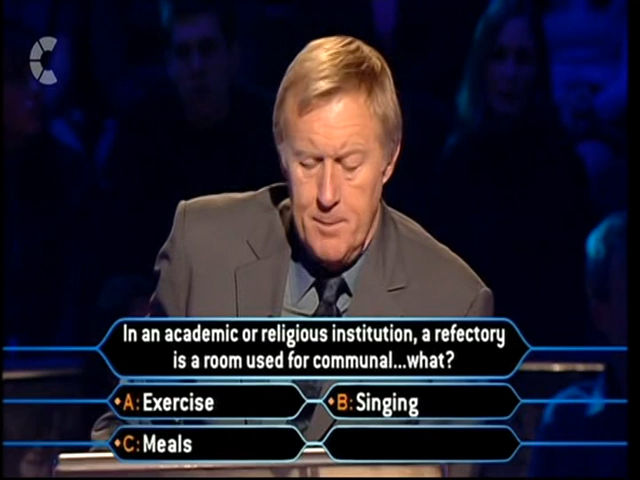 In an academic or religious institution, a refectory
is a room used for communal...what?
A: Exercise
B: Singing
C: Meals